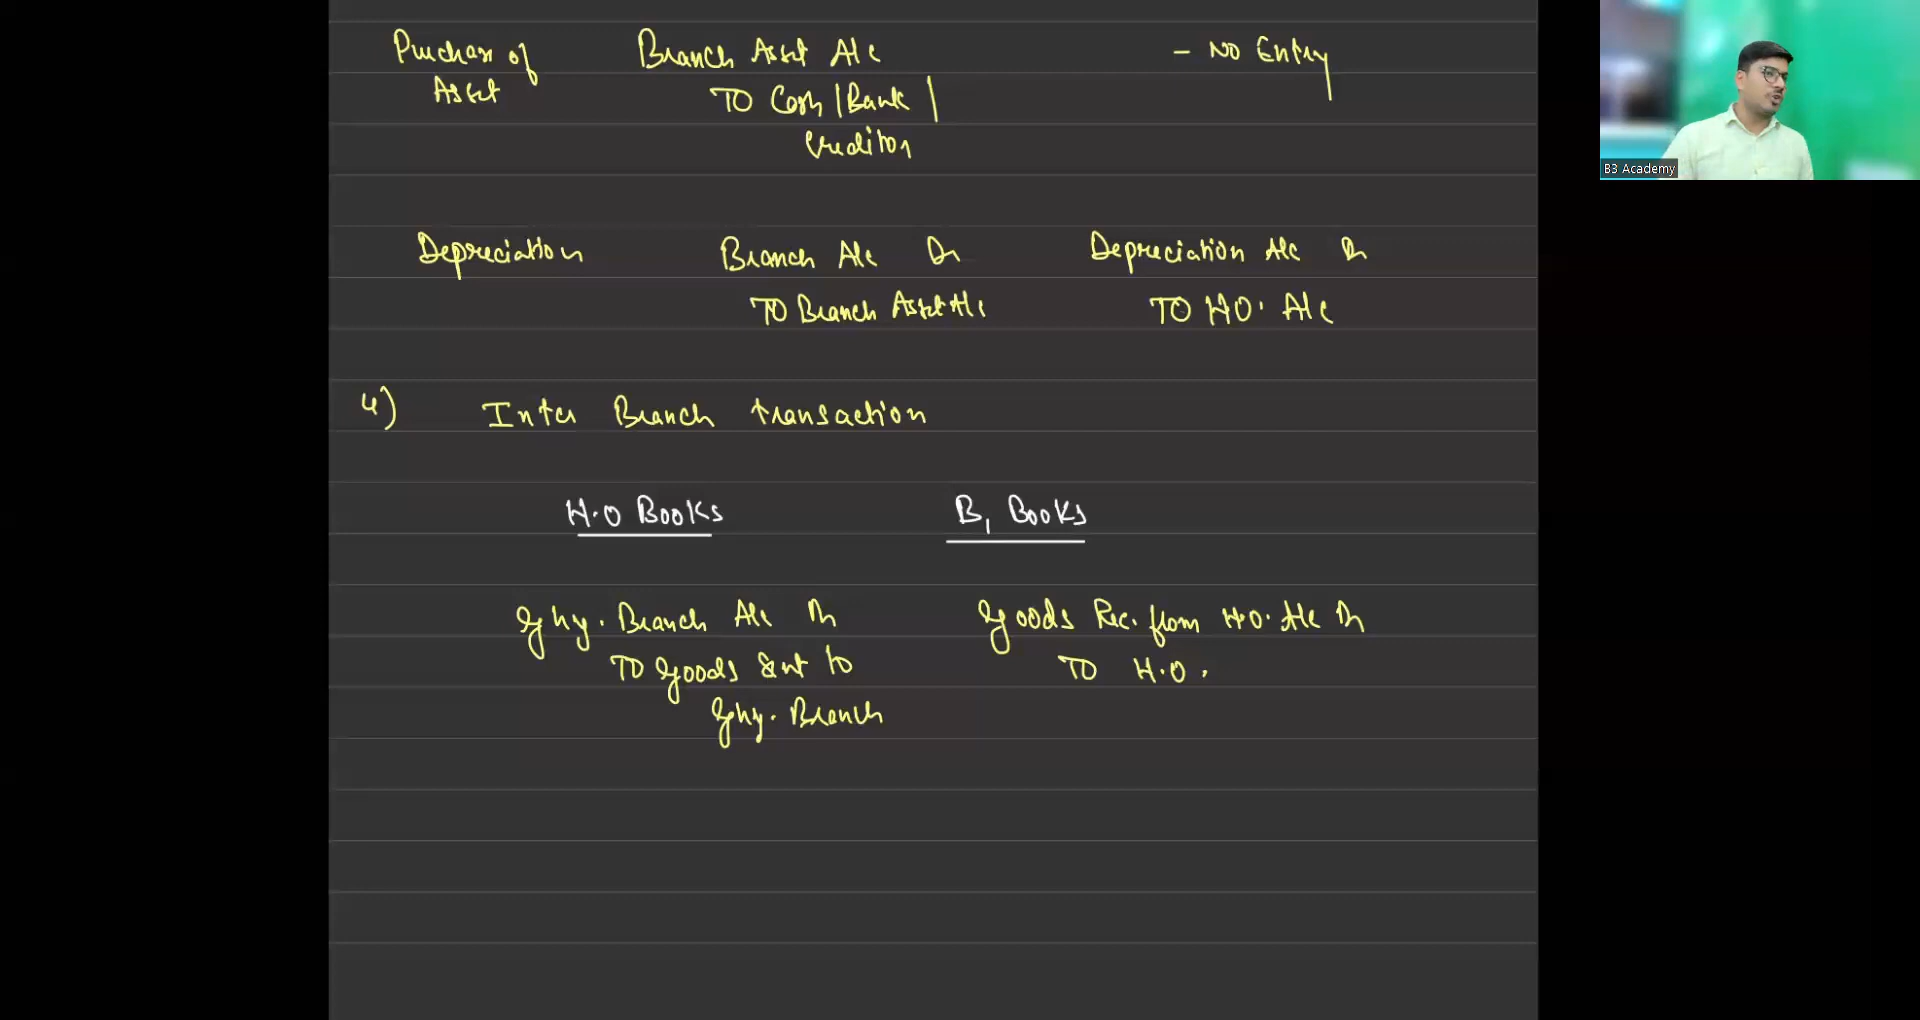 Purchase of Branch Asset A/c - No Entry
Asset To Cash | Bank |
Creditor
Depreciation Branch A/c Dr Depreciation A/c Dr
To Branch Asset A/c To H.O. A/c
4) Inter Branch transaction
H.O Books B1 Books
Ghy. Branch A/c Dr Goods Rec. from H.O. A/c Dr
To Goods Sent to To H.O.
Ghy. Branch
B3 Academy